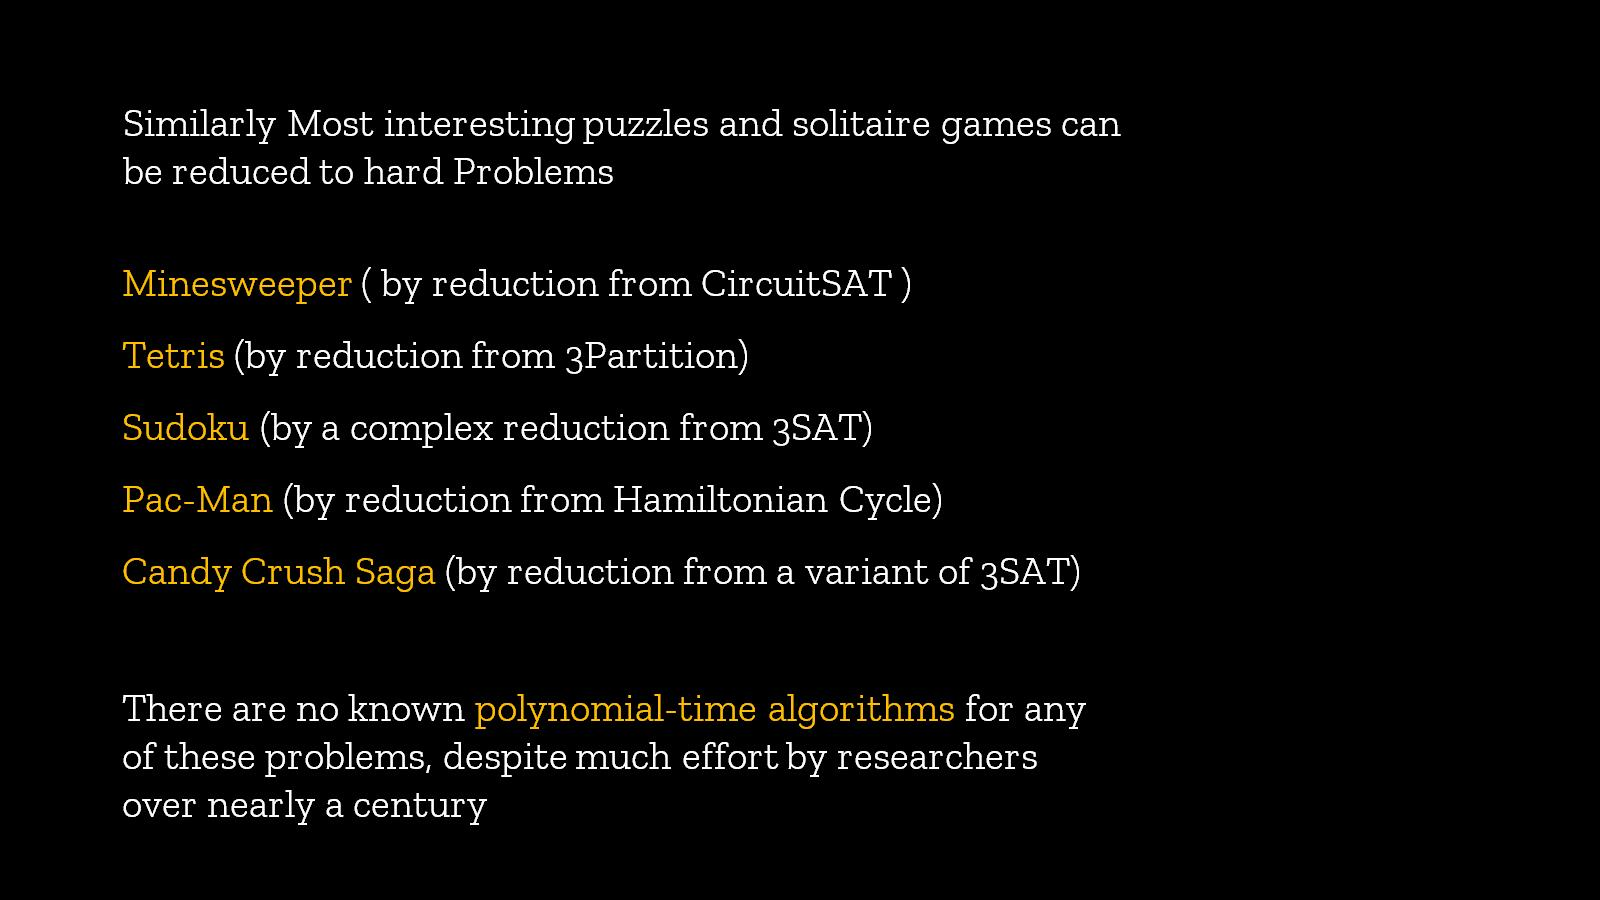 Similarly Most interesting puzzles and solitaire games can
be reduced to hard Problems
Minesweeper ( by reduction from CircuitSAT )
Tetris (by reduction from 3Partition)
Sudoku (by a complex reduction from 3SAT)
Pac-Man (by reduction from Hamiltonian Cycle)
Candy Crush Saga (by reduction from a variant of 3SAT)
There are no known polynomial-time algorithms for any
of these problems, despite much effort by researchers
over nearly a century